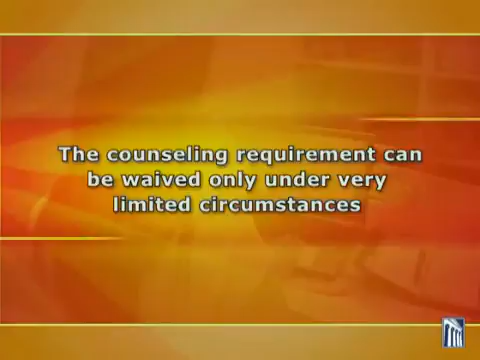 The counseling requirement can
be waived only under very
limited circumstances